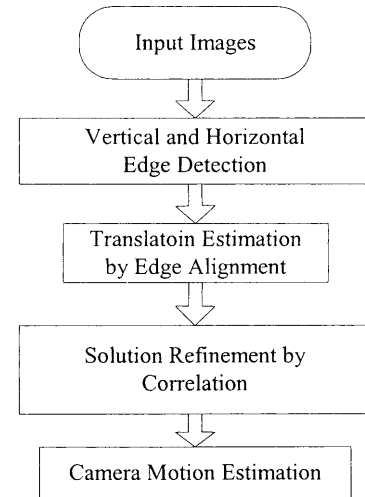 Input Images
Vertical and Horizontal
Edge Detection
Translatoin Estimation
by Edge Alignment
Solution Refinement by
Correlation
Camera Motion Estimation